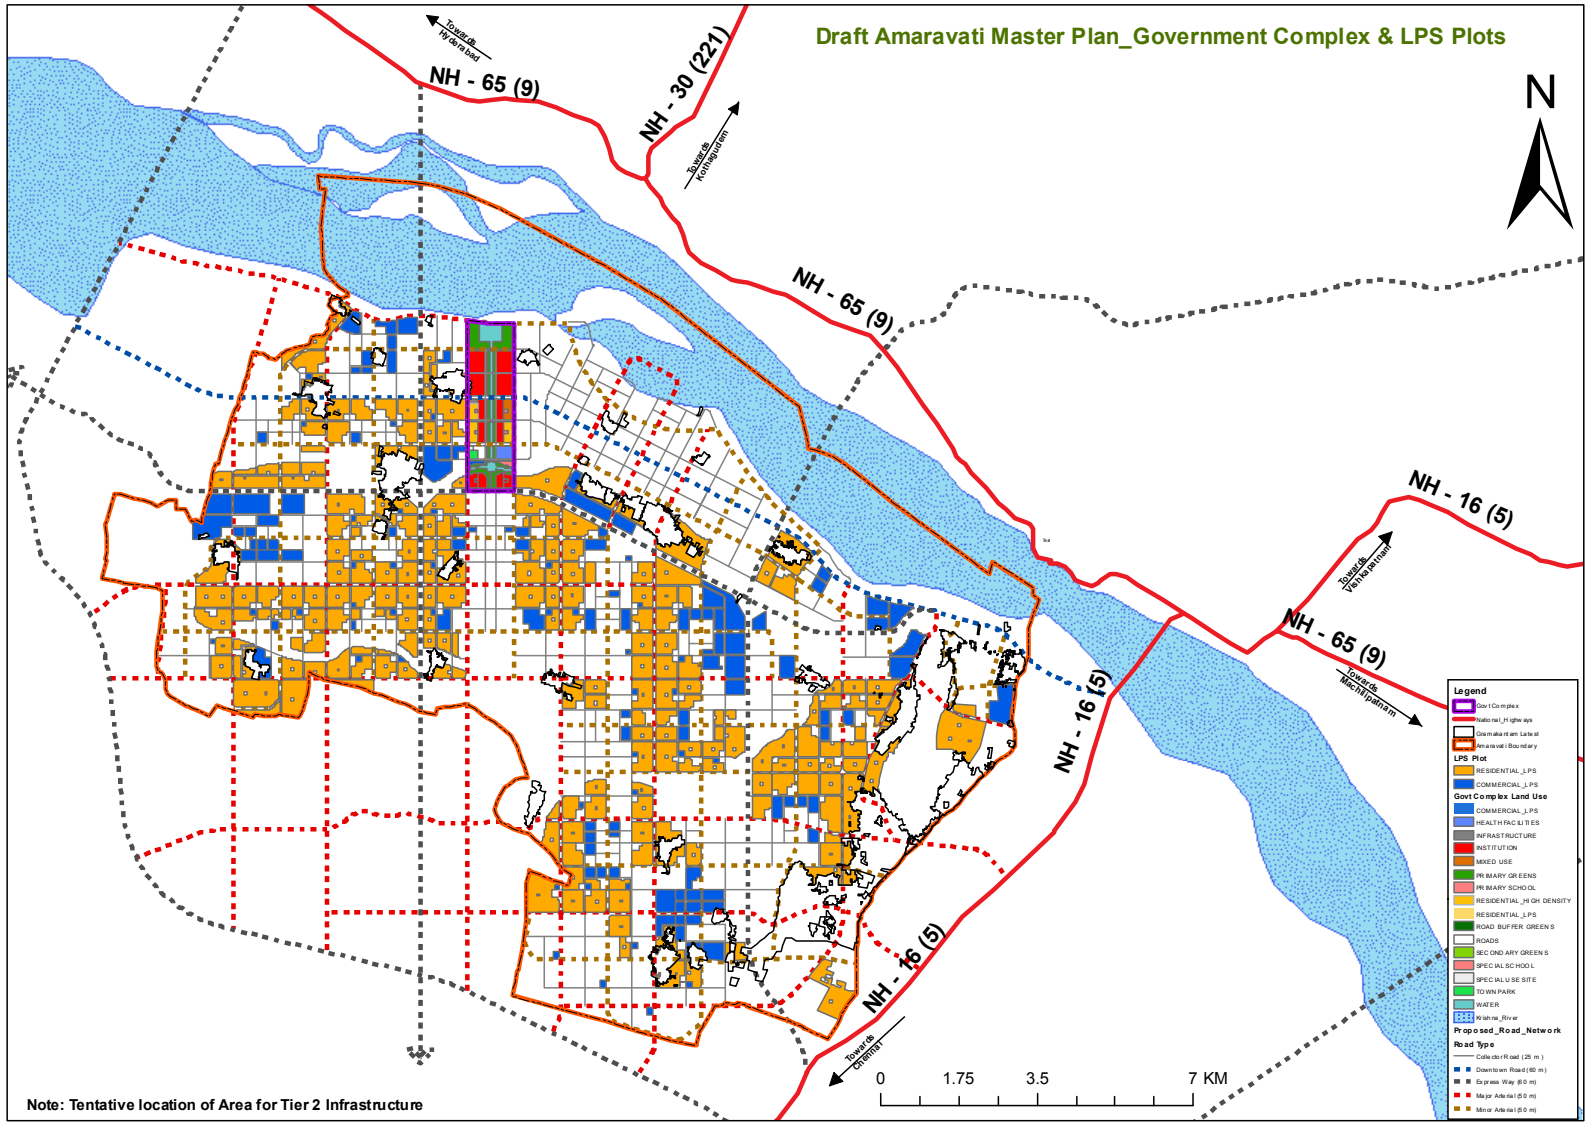 Draft Amaravati Master Plan_Government Complex & LPS Plots
Towards
Hyderabad
NH - 65 (9)
NH - 30 (221)
Towards
Kothagudem
N
NH - 65 (9)
NH - 16 (5)
Towards
Vishkapatnam
NH - 65 (9)
Towards
Machilipatnam
NH - 16 (5)
NH - 16 (5)
Towards
Chennai
Legend
Govt Complex
National_Highways
Gramakantam Latest
Amaravati Boundary
LPS Plot
RESIDENTIAL_LPS
COMMERCIAL_LPS
Govt Complex Land Use
COMMERCIAL_LPS
HEALTH FACILITIES
INFRASTRUCTURE
INSTITUTION
MIXED USE
PRIMARY GREENS
PRIMARY SCHOOL
RESIDENTIAL_HIGH DENSITY
RESIDENTIAL_LPS
ROAD BUFFER GREENS
ROADS
SECONDARY GREENS
SPECIAL SCHOOL
SPECIAL USE SITE
TOWN PARK
WATER
Krishna_River
Proposed_Road_Network
Road Type
Collector Road (25 m)
Downtown Road (60 m)
Express Way (60 m)
Major Arterial (50 m)
Minor Arterial (50 m)
0 1.75 3.5 7 KM
Note: Tentative location of Area for Tier 2 Infrastructure